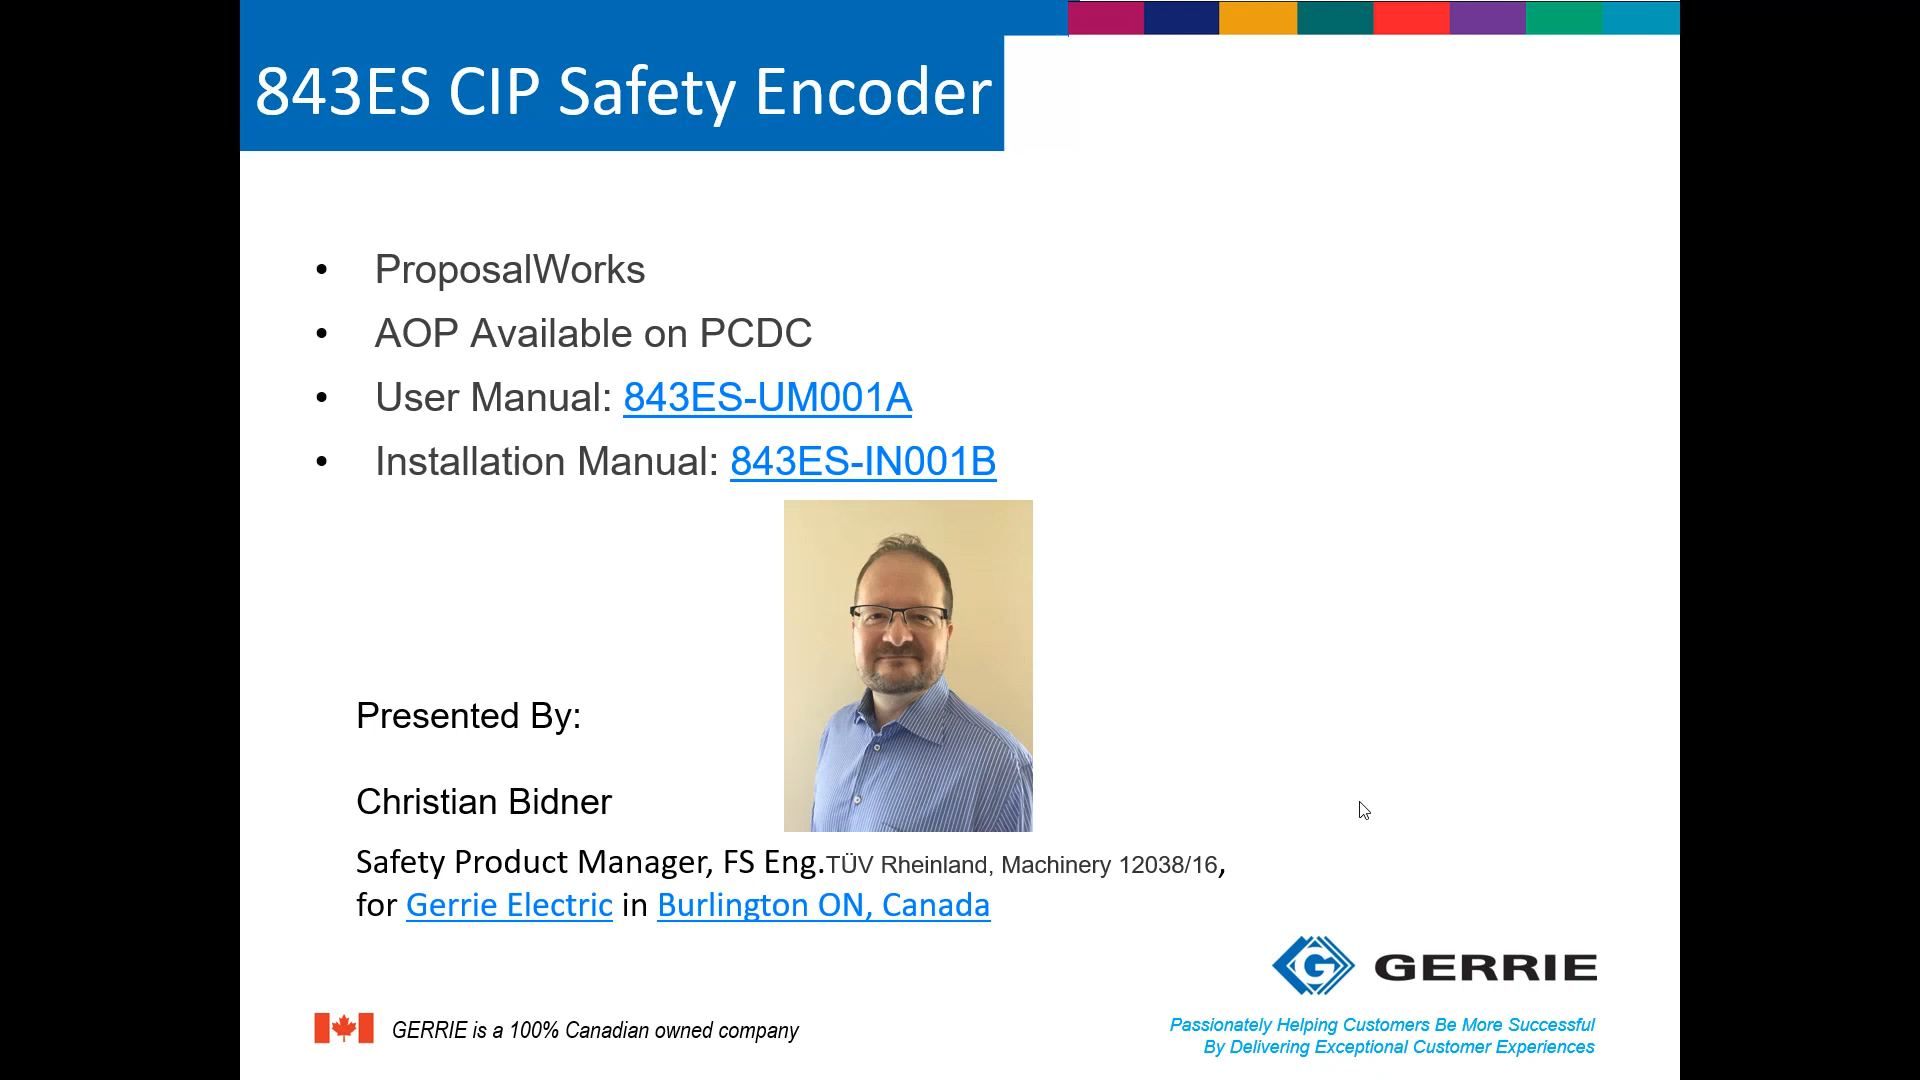 843ES CIP Safety Encoder
• ProposalWorks
• AOP Available on PCDC
• User Manual: 843ES-UM001A
• Installation Manual: 843ES-IN001B
Presented By:
Christian Bidner
Safety Product Manager, FS Eng.TÜV Rheinland, Machinery 12038/16,
for Gerrie Electric in Burlington ON, Canada
G GERRIE
GERRIE is a 100% Canadian owned company
Passionately Helping Customers Be More Successful
By Delivering Exceptional Customer Experiences